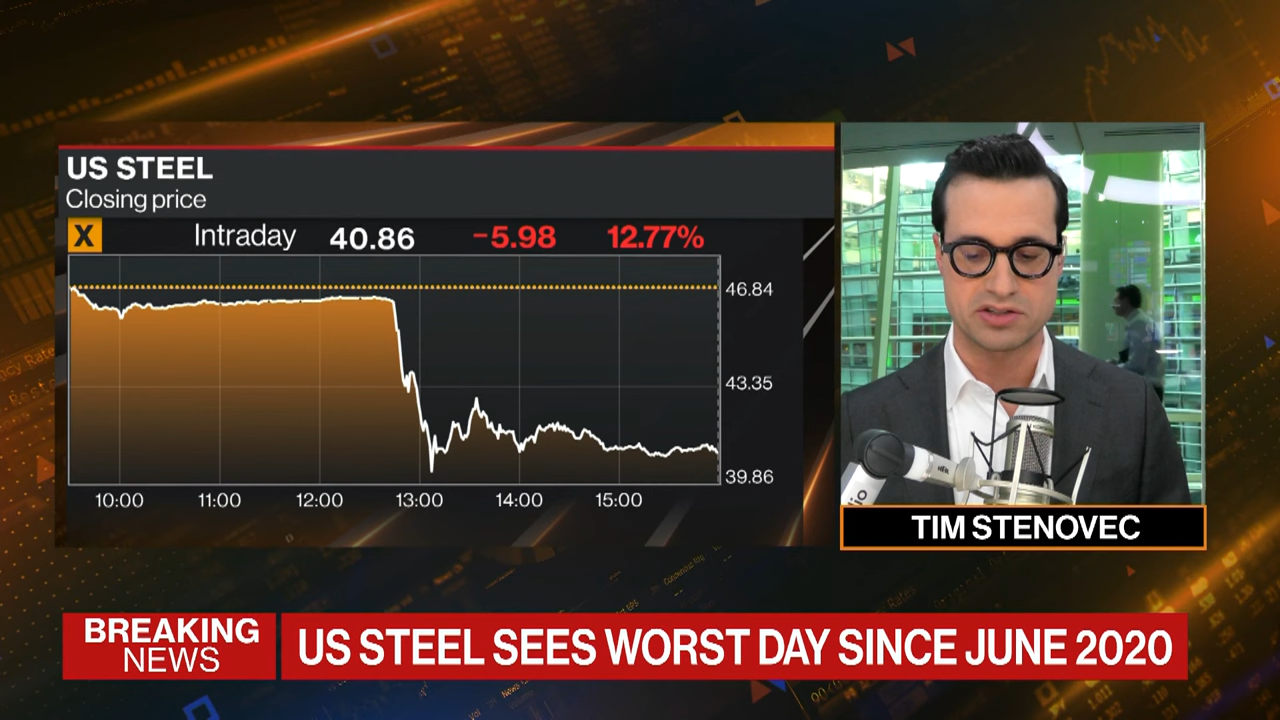 US STEEL
Closing price
X Intraday 40.86 -5.98 12.77%
46.84
43.35
39.86
10:00 11:00 12:00 13:00 14:00 15:00
TIM STENOVEC
BREAKING
NEWS
US STEEL SEES WORST DAY SINCE JUNE 2020